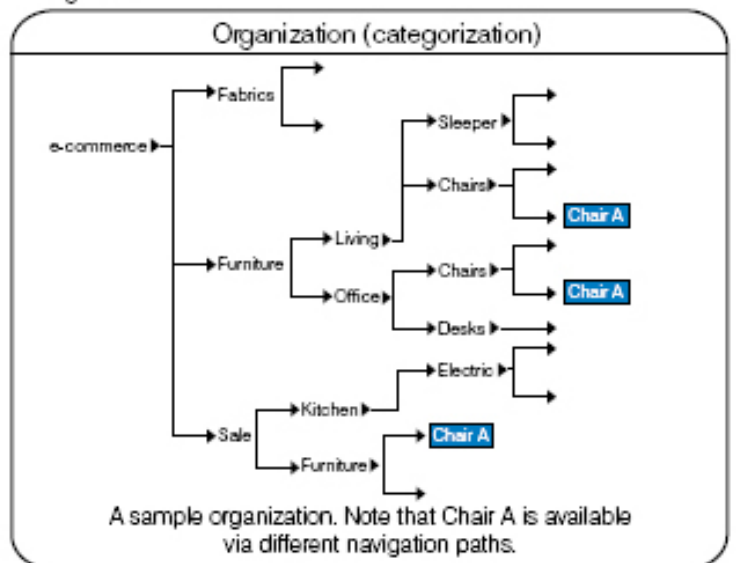 Organization (categorization)
Fabrics
Sleeper
e-commerce
Chairs
Chair A
Living
Furniture
Chairs
Office
Chair A
Desks
Electric
Kitchen
Sale
Chair A
Furniture
A sample organization. Note that Chair A is available
via different navigation paths.